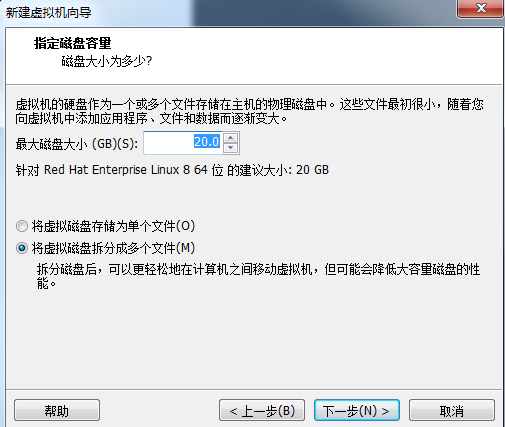 新建虚拟机向导
指定磁盘容量
磁盘大小为多少?
虚拟机的硬盘作为一个或多个文件存储在主机的物理磁盘中。这些文件最初很小，随着您
向虚拟机中添加应用程序、文件和数据而逐渐变大。
最大磁盘大小 (GB)(S): 20.0
针对 Red Hat Enterprise Linux 8 64 位 的建议大小: 20 GB
将虚拟磁盘存储为单个文件(O)
将虚拟磁盘拆分成多个文件(M)
拆分磁盘后，可以更轻松地在计算机之间移动虚拟机，但可能会降低大容量磁盘的性
能。
帮助 < 上一步(B) 下一步(N) > 取消